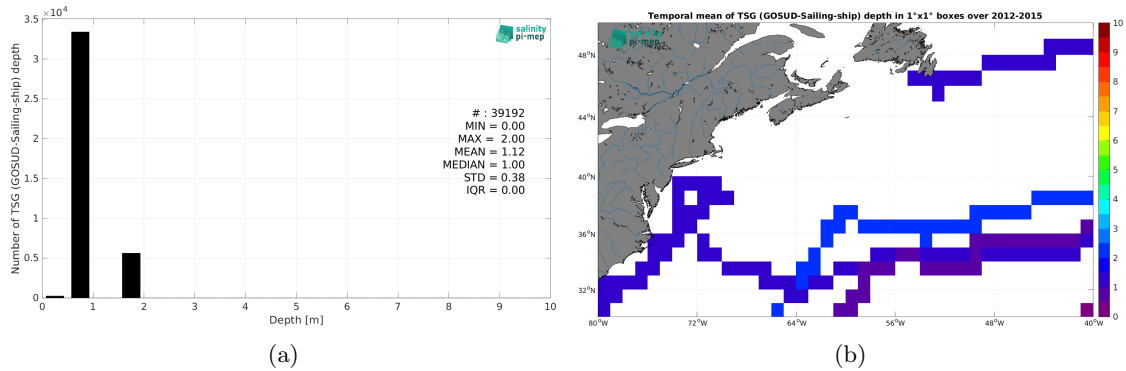 ×10⁴
3.5
3
2.5
2
1.5
1
0.5
0
Number of TSG (GOSUD-Sailing-ship) depth
salinity
pi-mep
# : 39192
MIN = 0.00
MAX = 2.00
MEAN = 1.12
MEDIAN = 1.00
STD = 0.38
IQR = 0.00
0 1 2 3 4 5 6 7 8 9 10
Depth [m]
(a)
Temporal mean of TSG (GOSUD-Sailing-ship) depth in 1°x1° boxes over 2012-2015
salinity
pi-mep
48°N
44°N
40°N
36°N
32°N
80°W 72°W 64°W 56°W 48°W 40°W
10
9
8
7
6
5
4
3
2
1
0
(b)